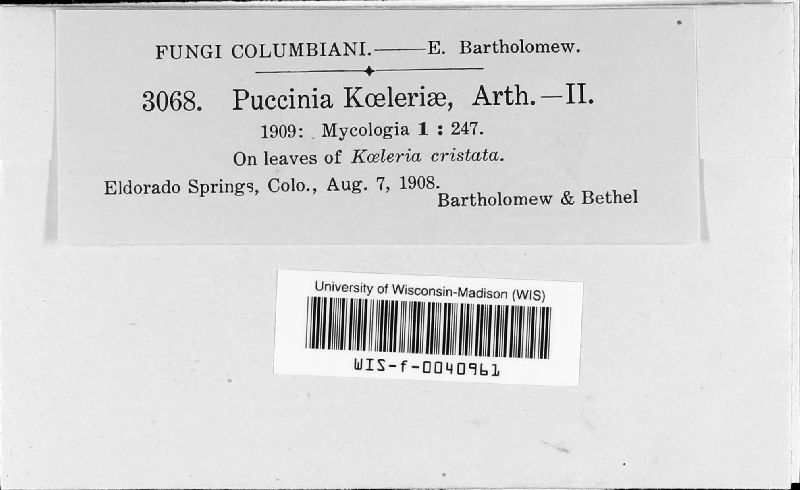 FUNGI COLUMBIANI.——E. Bartholomew.
3068. Puccinia Kœleriæ, Arth.—II.
1909: Mycologia 1 : 247.
On leaves of Kœleria cristata.
Eldorado Springs, Colo., Aug. 7, 1908.
Bartholomew & Bethel
University of Wisconsin-Madison (WIS)
WIS-f-0040961